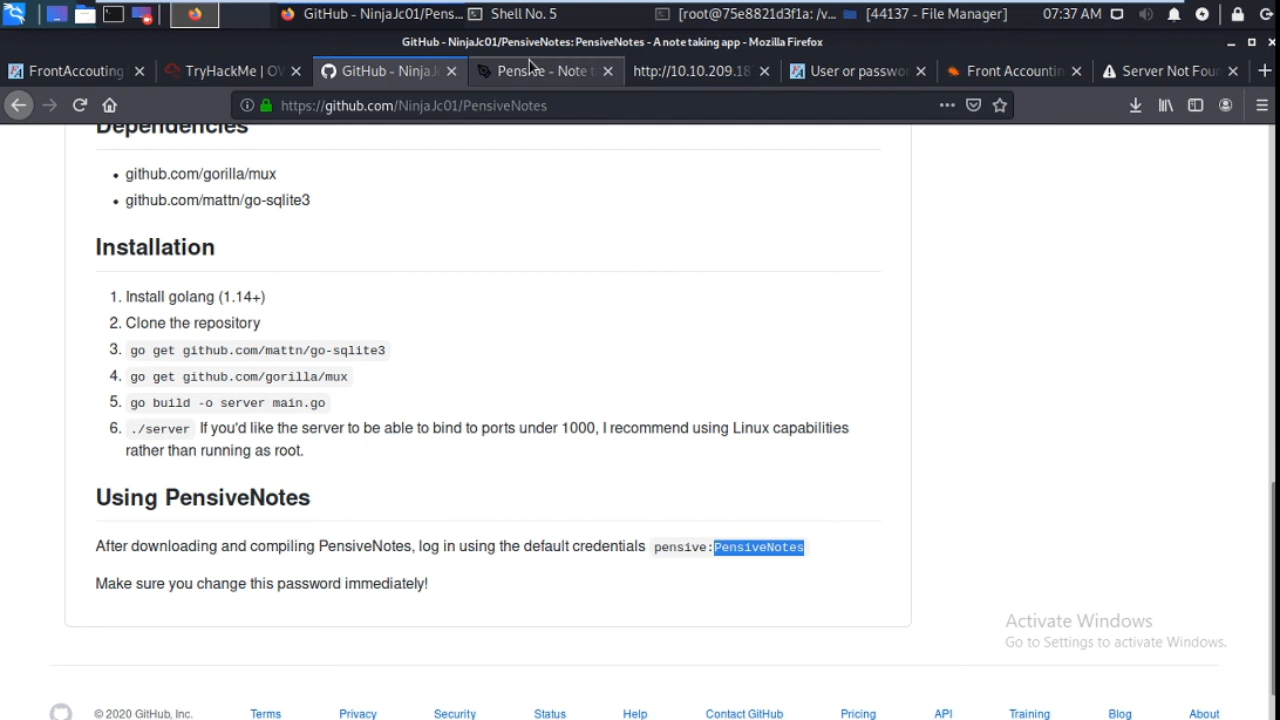 GitHub - NinjaJc01/Pens...
Shell No. 5
[root@75e8821d3f1a: /v...
[44137 - File Manager]
07:37 AM
GitHub - NinjaJc01/PensiveNotes: PensiveNotes - A note taking app - Mozilla Firefox
FrontAccouting
TryHackMe | OV
GitHub - NinjaJc
Pensive - Note t
http://10.10.209.18
User or passwor
Front Accountin
Server Not Foun
https://github.com/NinjaJc01/PensiveNotes
Dependencies
• github.com/gorilla/mux
• github.com/mattn/go-sqlite3
Installation
1. Install golang (1.14+)
2. Clone the repository
3. go get github.com/mattn/go-sqlite3
4. go get github.com/gorilla/mux
5. go build -o server main.go
6. ./server If you'd like the server to be able to bind to ports under 1000, I recommend using Linux capabilities
rather than running as root.
Using PensiveNotes
After downloading and compiling PensiveNotes, log in using the default credentials pensive:PensiveNotes
Make sure you change this password immediately!
Activate Windows
Go to Settings to activate Windows.
© 2020 GitHub, Inc.
Terms
Privacy
Security
Status
Help
Contact GitHub
Pricing
API
Training
Blog
About